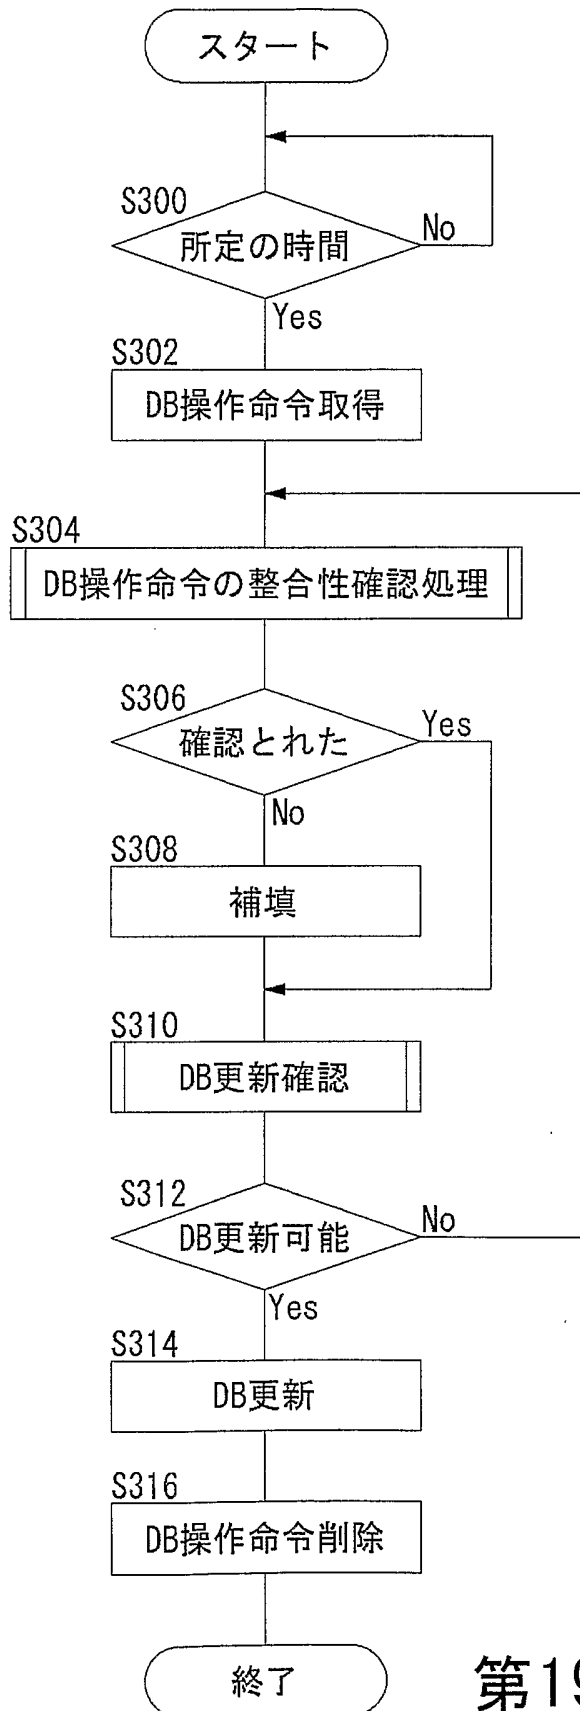 スタート
S300
所定の時間
No
Yes
S302
DB操作命令取得
S304
DB操作命令の整合性確認処理
S306
確認とれた
Yes
No
S308
補填
S310
DB更新確認
S312
DB更新可能
No
Yes
S314
DB更新
S316
DB操作命令削除
終了
第19